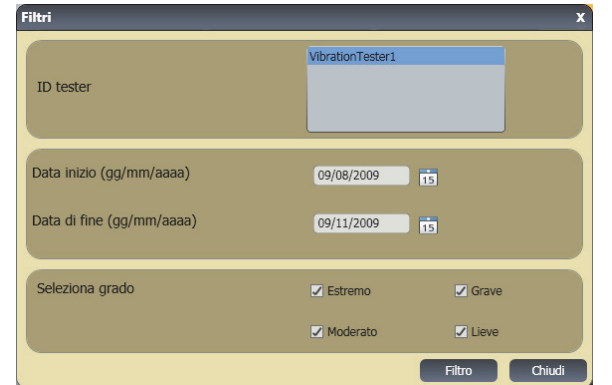 Filtri X
ID tester
VibrationTester1
Data inizio (gg/mm/aaaa) 09/08/2009 15
Data di fine (gg/mm/aaaa) 09/11/2009 15
Seleziona grado Estremo Grave
Moderato Lieve
Filtro Chiudi